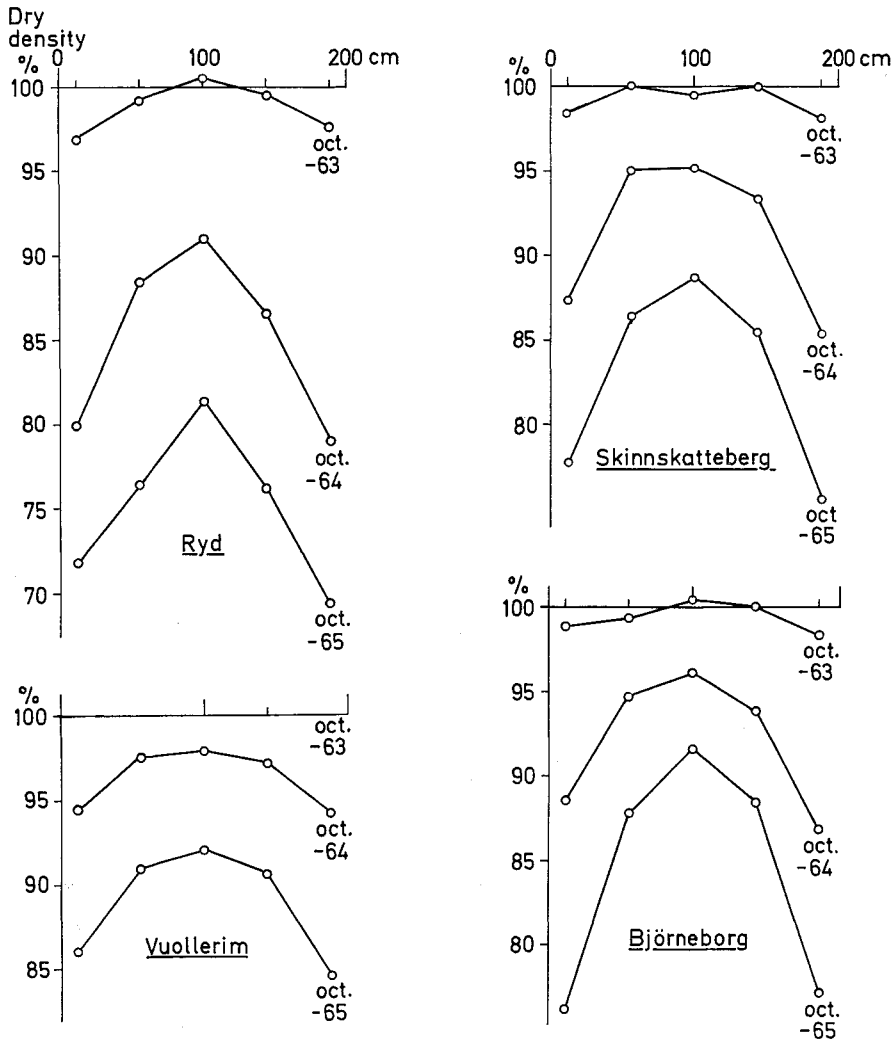 Dry
density
%
0
100
200 cm
100
95
90
85
80
75
70
oct.
-63
oct.
-64
oct.
-65
Ryd
%
0
100
200 cm
100
95
90
85
80
oct.
-63
oct.
-64
oct
-65
Skinnskatteberg
%
100
95
90
85
oct.
-63
oct.
-64
oct.
-65
Vuollerim
%
100
95
90
85
80
oct.
-63
oct.
-64
oct.
-65
Björneborg